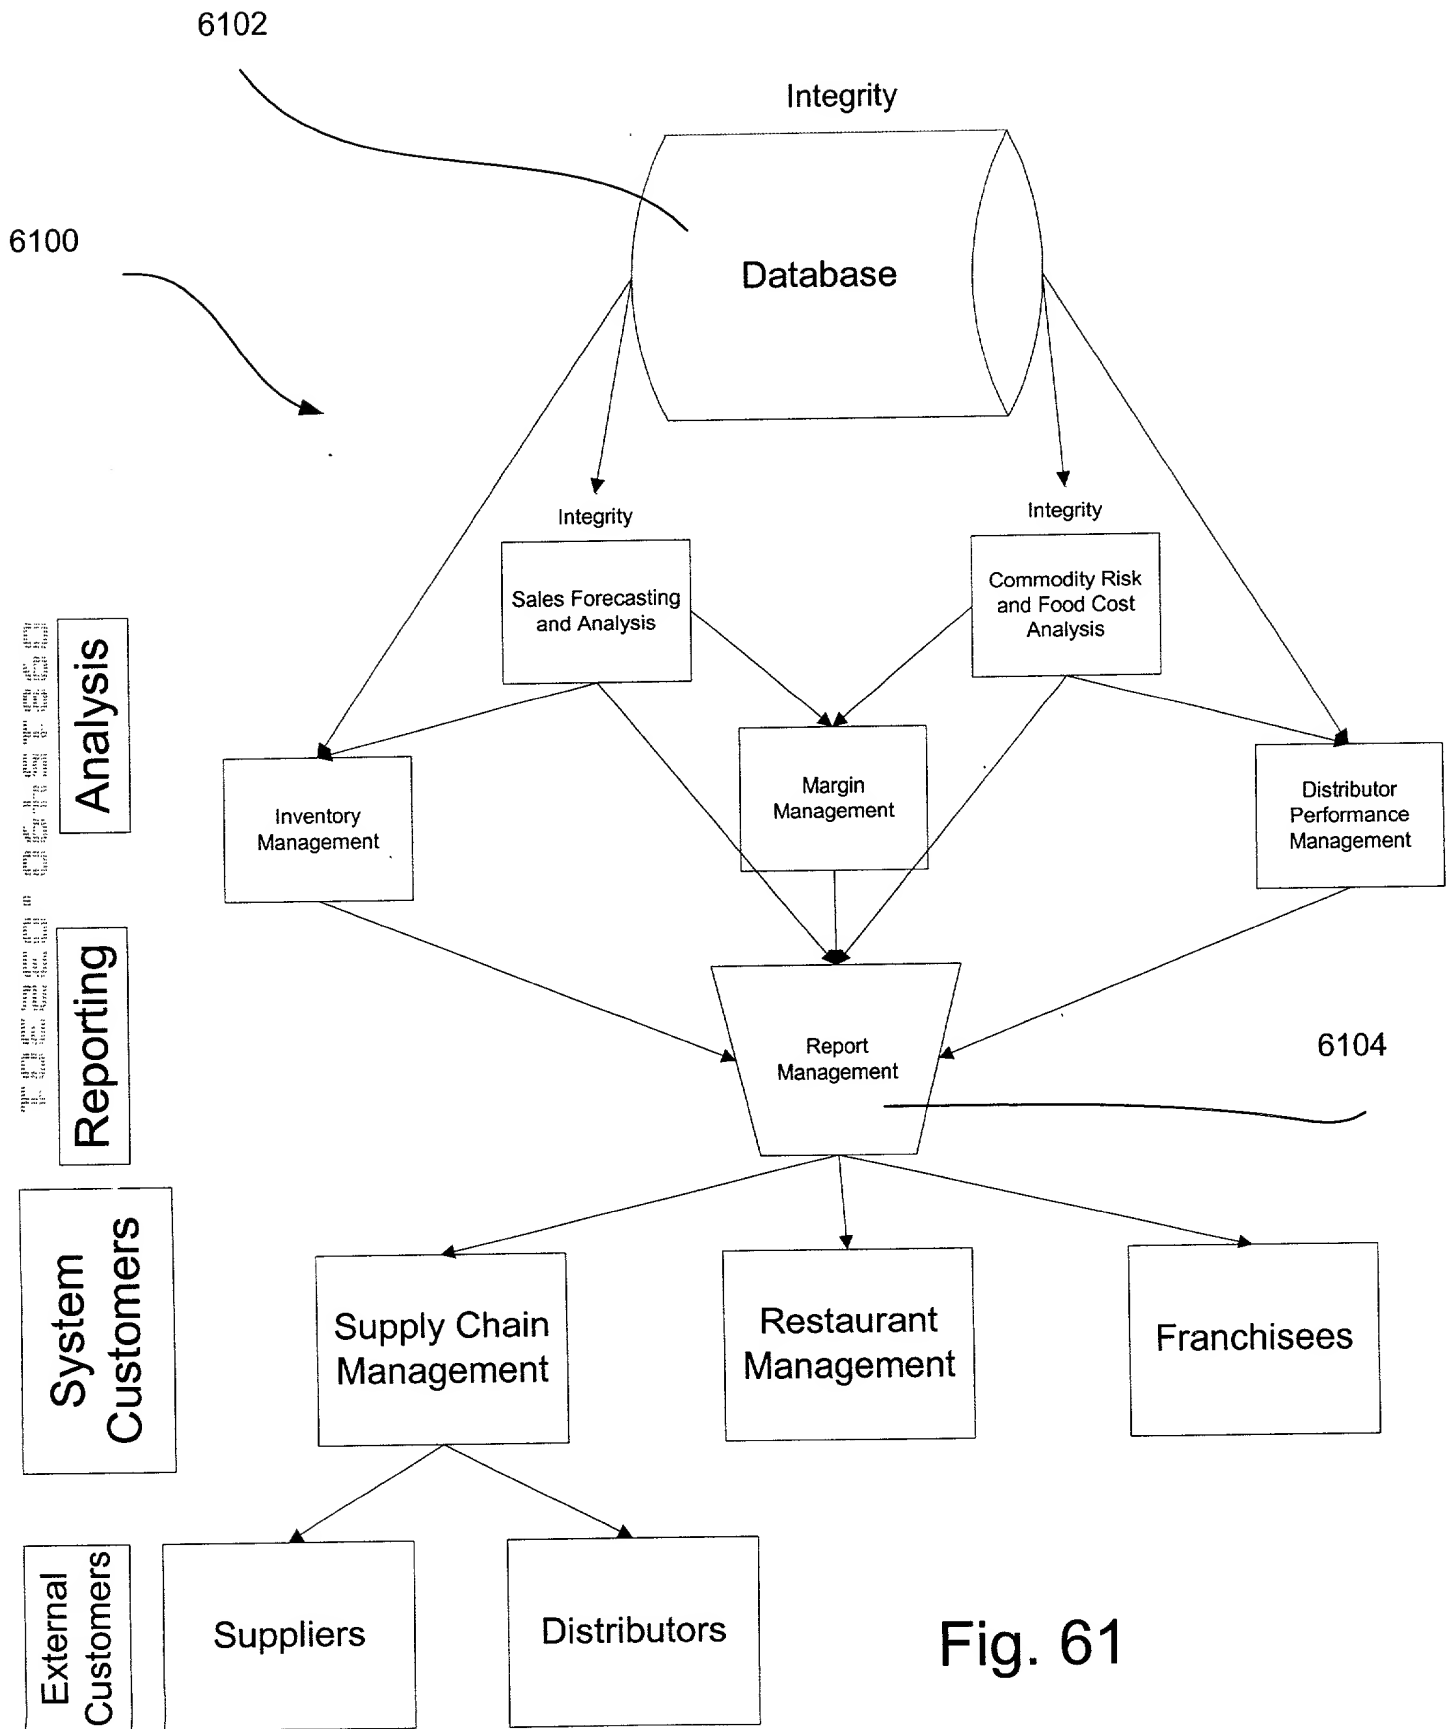 6102
Integrity
6100
Database
Integrity
Integrity
Sales Forecasting
and Analysis
Commodity Risk
and Food Cost
Analysis
Analysis
Inventory
Management
Margin
Management
Distributor
Performance
Management
Reporting
Report
Management
6104
System
Customers
Supply Chain
Management
Restaurant
Management
Franchisees
External
Customers
Suppliers
Distributors
Fig. 61